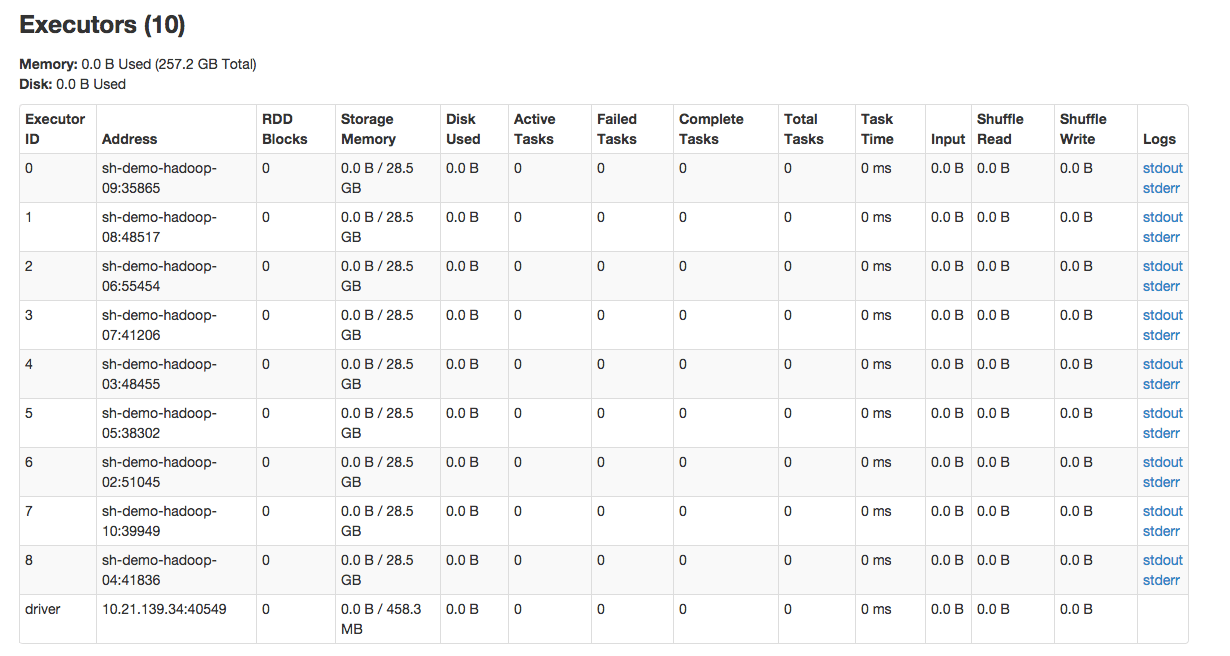 Executors (10)
Memory: 0.0 B Used (257.2 GB Total)
Disk: 0.0 B Used
Executor ID Address RDD Blocks Storage Memory Disk Used Active Tasks Failed Tasks Complete Tasks Total Tasks Task Time Input Shuffle Read Shuffle Write Logs
0 sh-demo-hadoop-09:35865 0 0.0 B / 28.5 GB 0.0 B 0 0 0 0 0 ms 0.0 B 0.0 B 0.0 B stdout stderr
1 sh-demo-hadoop-08:48517 0 0.0 B / 28.5 GB 0.0 B 0 0 0 0 0 ms 0.0 B 0.0 B 0.0 B stdout stderr
2 sh-demo-hadoop-06:55454 0 0.0 B / 28.5 GB 0.0 B 0 0 0 0 0 ms 0.0 B 0.0 B 0.0 B stdout stderr
3 sh-demo-hadoop-07:41206 0 0.0 B / 28.5 GB 0.0 B 0 0 0 0 0 ms 0.0 B 0.0 B 0.0 B stdout stderr
4 sh-demo-hadoop-03:48455 0 0.0 B / 28.5 GB 0.0 B 0 0 0 0 0 ms 0.0 B 0.0 B 0.0 B stdout stderr
5 sh-demo-hadoop-05:38302 0 0.0 B / 28.5 GB 0.0 B 0 0 0 0 0 ms 0.0 B 0.0 B 0.0 B stdout stderr
6 sh-demo-hadoop-02:51045 0 0.0 B / 28.5 GB 0.0 B 0 0 0 0 0 ms 0.0 B 0.0 B 0.0 B stdout stderr
7 sh-demo-hadoop-10:39949 0 0.0 B / 28.5 GB 0.0 B 0 0 0 0 0 ms 0.0 B 0.0 B 0.0 B stdout stderr
8 sh-demo-hadoop-04:41836 0 0.0 B / 28.5 GB 0.0 B 0 0 0 0 0 ms 0.0 B 0.0 B 0.0 B stdout stderr
driver 10.21.139.34:40549 0 0.0 B / 458.3 MB 0.0 B 0 0 0 0 0 ms 0.0 B 0.0 B 0.0 B